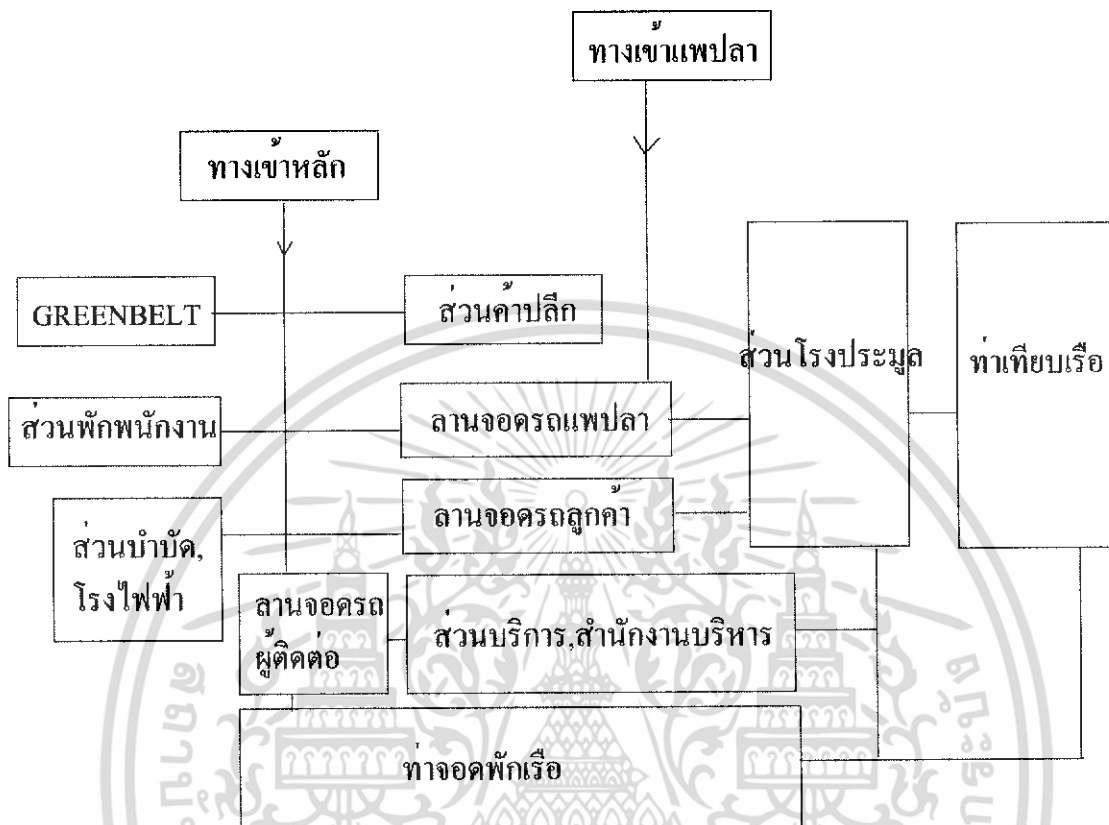 ทางเข้าแพปลา
ทางเข้าหลัก
GREENBELT
ส่วนค้าปลีก
ส่วนโรงประมูล
ท่าเทียบเรือ
ส่วนพักพนักงาน
ลานจอดรถแพปลา
ลานจอดรถลูกค้า
ส่วนบำบัด,
โรงไฟฟ้า
ลานจอดรถ
ผู้ติดต่อ
ส่วนบริการ,สำนักงานบริหาร
ท่าจอดพักเรือ